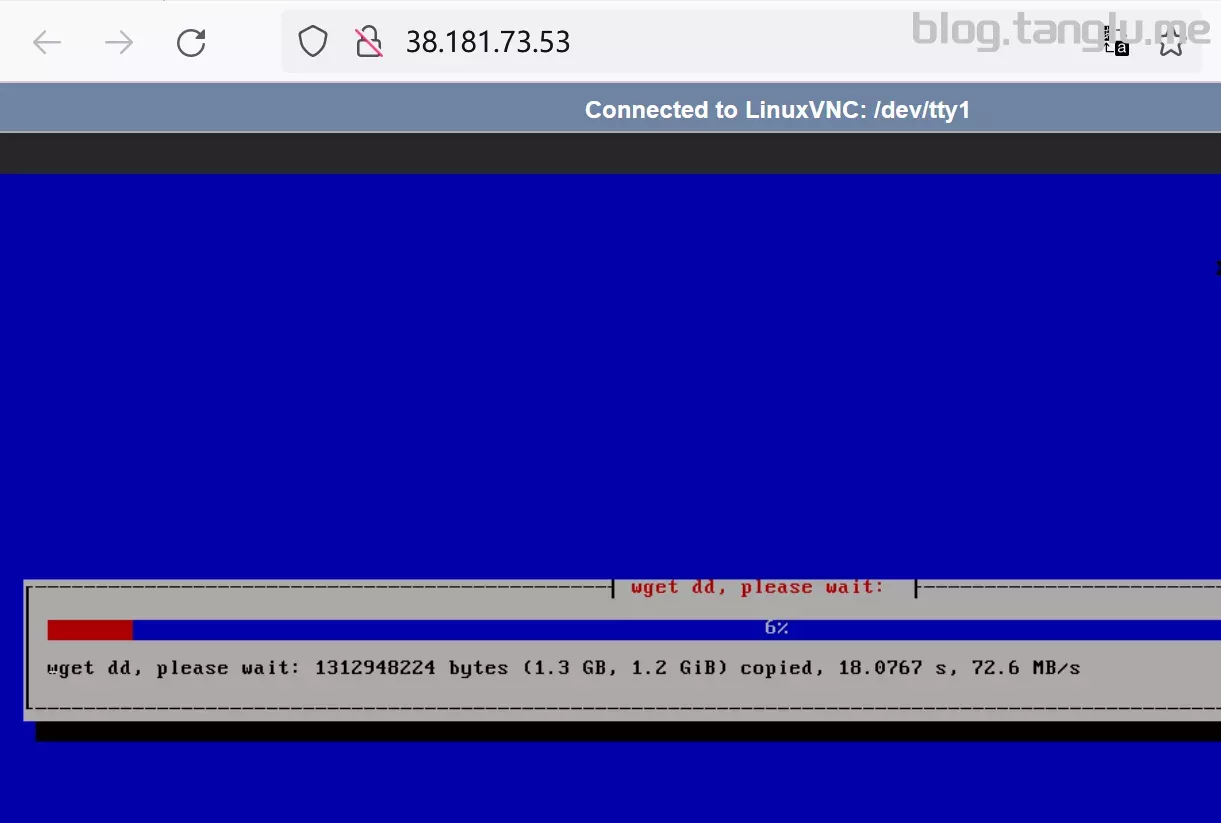 38.181.73.53
blog.tanglu.me
Connected to LinuxVNC: /dev/tty1
wget dd, please wait:
6%
wget dd, please wait: 1312948224 bytes (1.3 GB, 1.2 GiB) copied, 18.0767 s, 72.6 MB/s